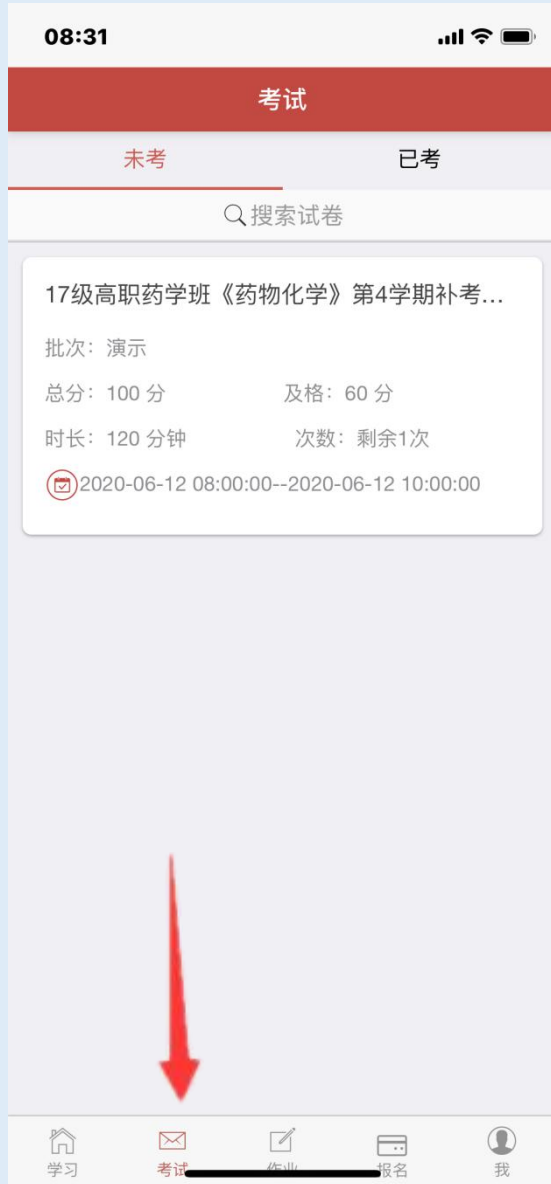 08:31
考试
未考 已考
搜索试卷
17级高职药学班《药物化学》第4学期补考...
批次：演示
总分：100 分 及格：60 分
时长：120 分钟 次数：剩余1次
2020-06-12 08:00:00--2020-06-12 10:00:00
学习 考试 作业 报名 我